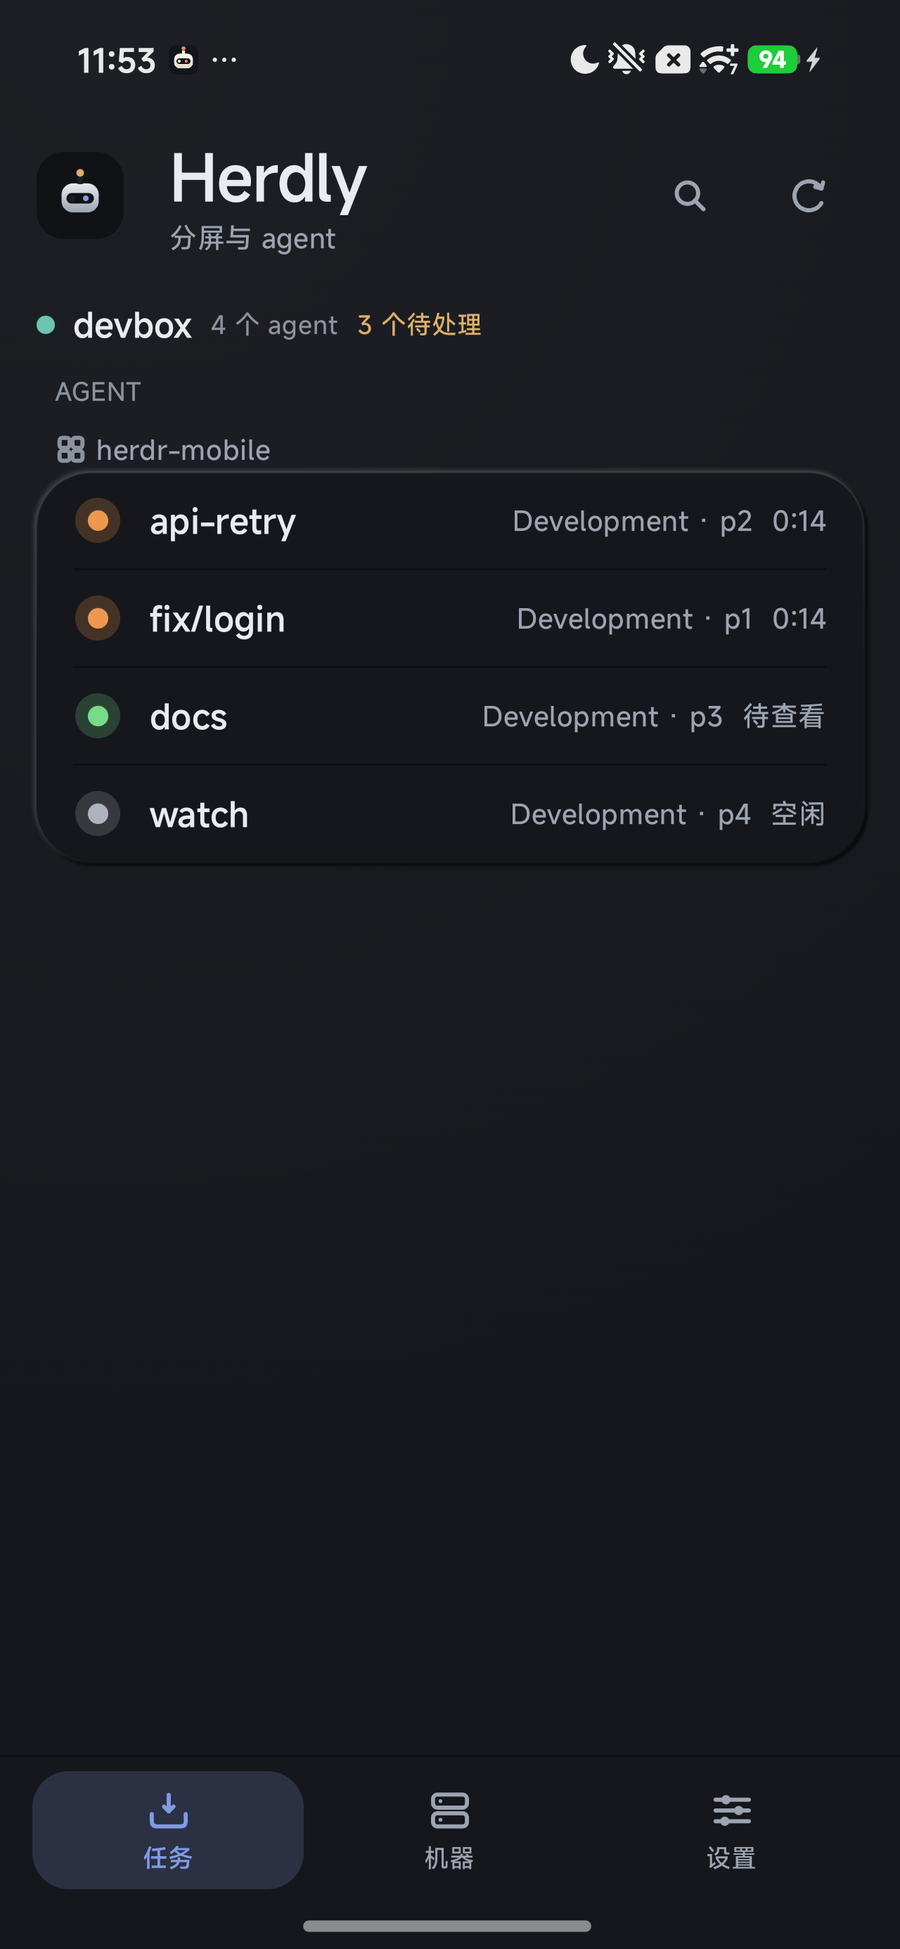 11:53 ...
7 94
Herdly
分屏与 agent
devbox 4 个 agent 3 个待处理
AGENT
herdr-mobile
api-retry Development · p2 0:14
fix/login Development · p1 0:14
docs Development · p3 待查看
watch Development · p4 空闲
任务 机器 设置